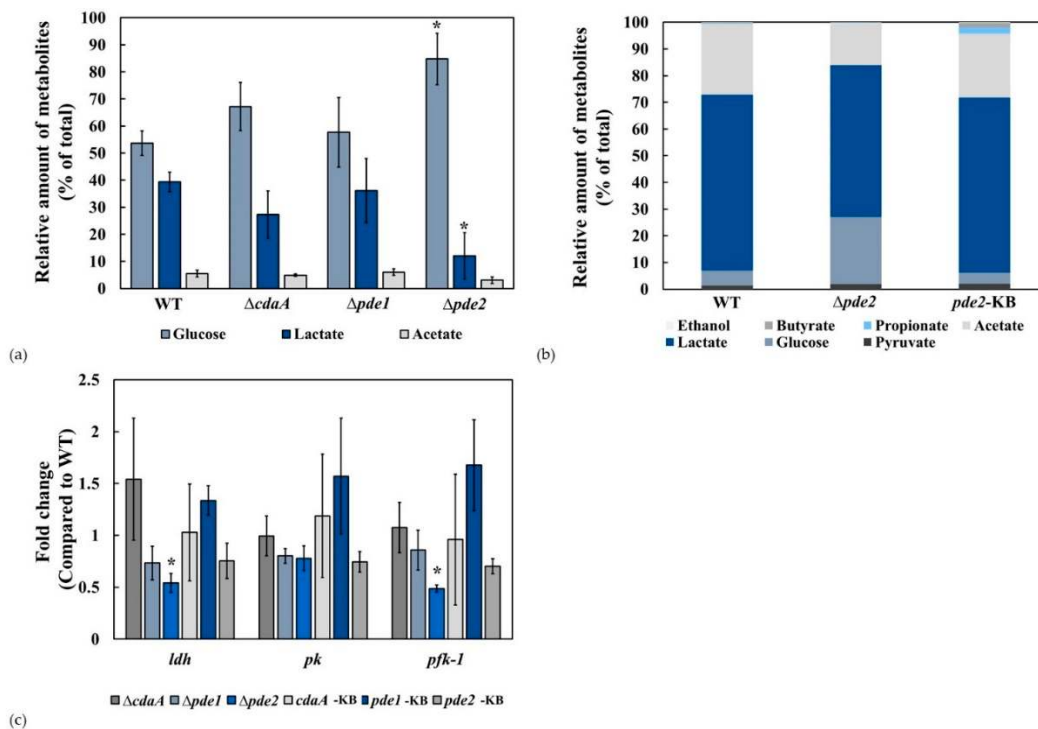 Relative amount of metabolites
(% of total)
100
90
80
70
60
50
40
30
20
10
0
*
*
WT
ΔcdaA
Δpde1
Δpde2
Glucose
Lactate
Acetate
(a)
Relative amount of metabolites
(% of total)
100
90
80
70
60
50
40
30
20
10
0
WT
Δpde2
pde2-KB
Ethanol
Butyrate
Propionate
Acetate
Lactate
Glucose
Pyruvate
(b)
Fold change
(Compared to WT)
2.5
2
1.5
1
0.5
0
*
*
ldh
pk
pfk-1
ΔcdaA
Δpde1
Δpde2
cdaA -KB
pde1 -KB
pde2 -KB
(c)